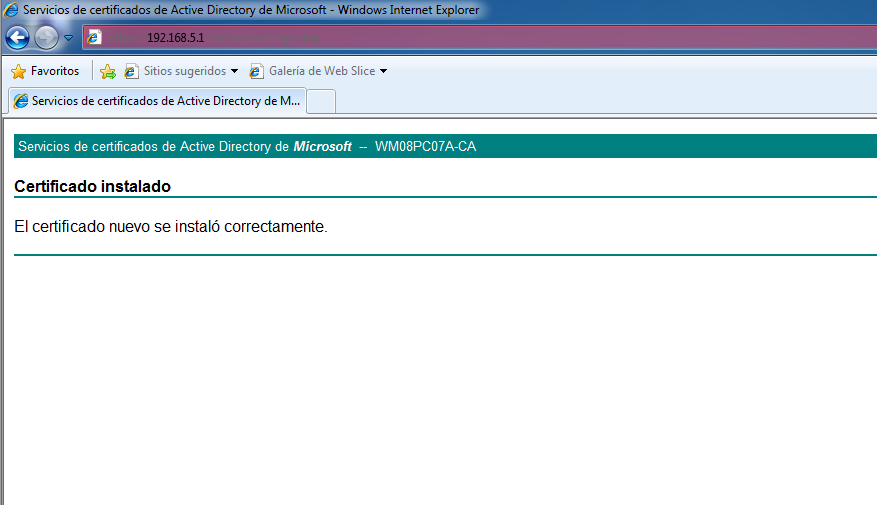 Servicios de certificados de Active Directory de Microsoft - Windows Internet Explorer
192.168.5.1
Favoritos Sitios sugeridos Galería de Web Slice
Servicios de certificados de Active Directory de M...
Servicios de certificados de Active Directory de Microsoft -- WM08PC07A-CA
Certificado instalado
El certificado nuevo se instaló correctamente.